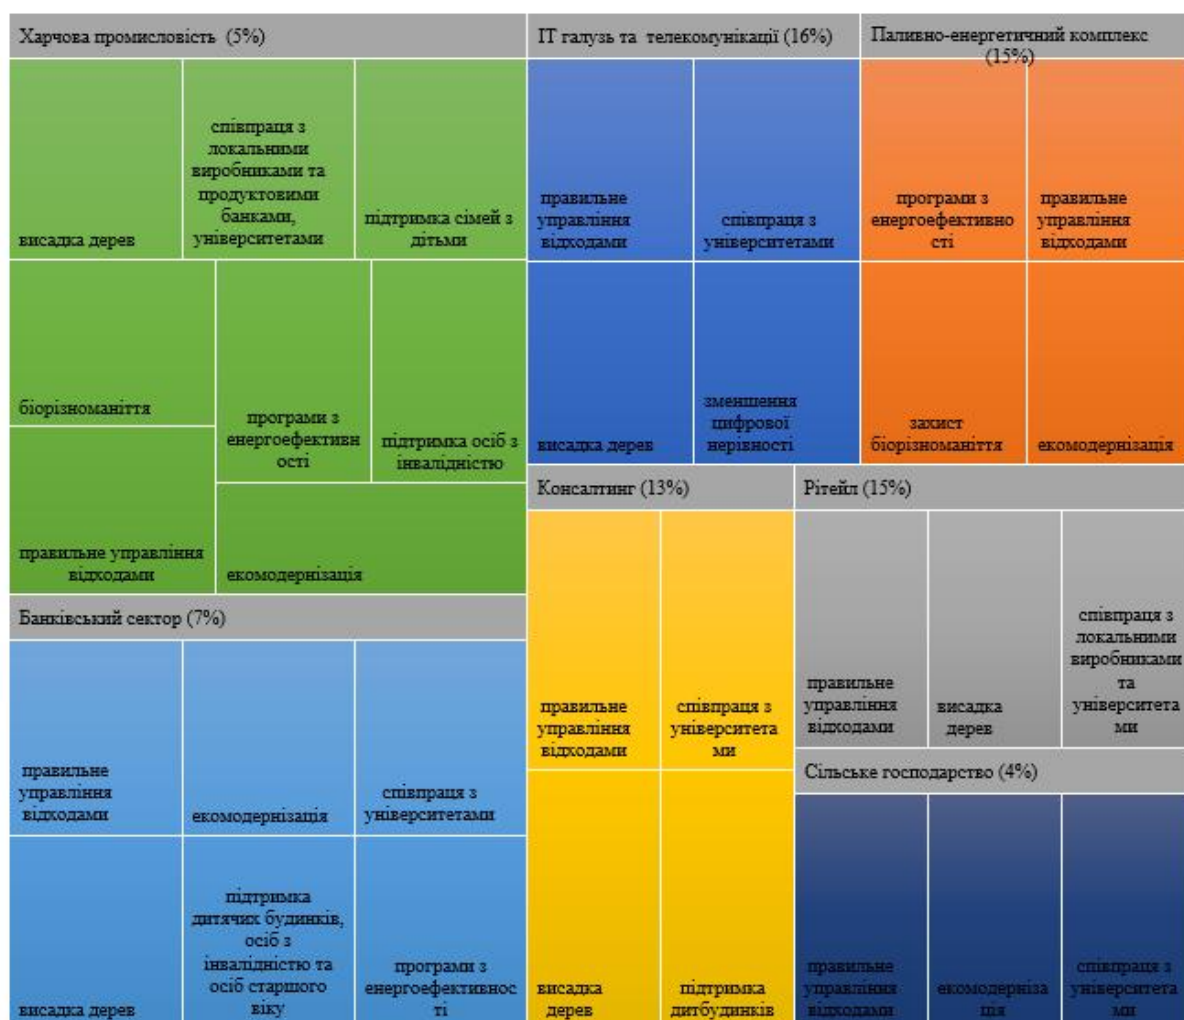 Харчова промисловість (5%)
висадка дерев
співпраця з
локальними
виробниками та
продуктовими
банками,
університетами
підтримка сімей з
дітьми
біорізноманіття
правильне управління
відходами
програми з
енергоефективн
ості
підтримка осіб з
інвалідністю
екомодернізація
ІТ галузь та телекомунікації (16%)
правильне
управління
відходами
співпраця з
університетами
висадка дерев
зменшення
цифрової
нерівності
Паливно-енергетичний комплекс
(15%)
програми з
енергоефективно
сті
правильне
управління
відходами
захист
біорізноманіття
екомодернізація
Банківський сектор (7%)
правильне
управління
відходами
екомодернізація
співпраця з
університетами
висадка дерев
підтримка
дитячих будинків,
осіб з
інвалідністю та
осіб старшого
віку
програми з
енергоефективнос
ті
Консалтинг (13%)
правильне
управління
відходами
співпраця з
університета
ми
висадка
дерев
підтримка
дитбудинків
Рітейл (15%)
правильне
управління
відходами
висадка
дерев
співпраця з
локальними
виробниками
та
університета
ми
Сільське господарство (4%)
правильне
управління
відходами
екомодерніза
ція
співпраця з
університета
ми